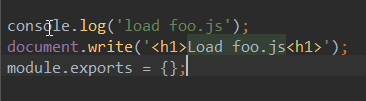 console.log('load foo.js');
document.write('<h1>Load foo.js<h1>');
module.exports = {};